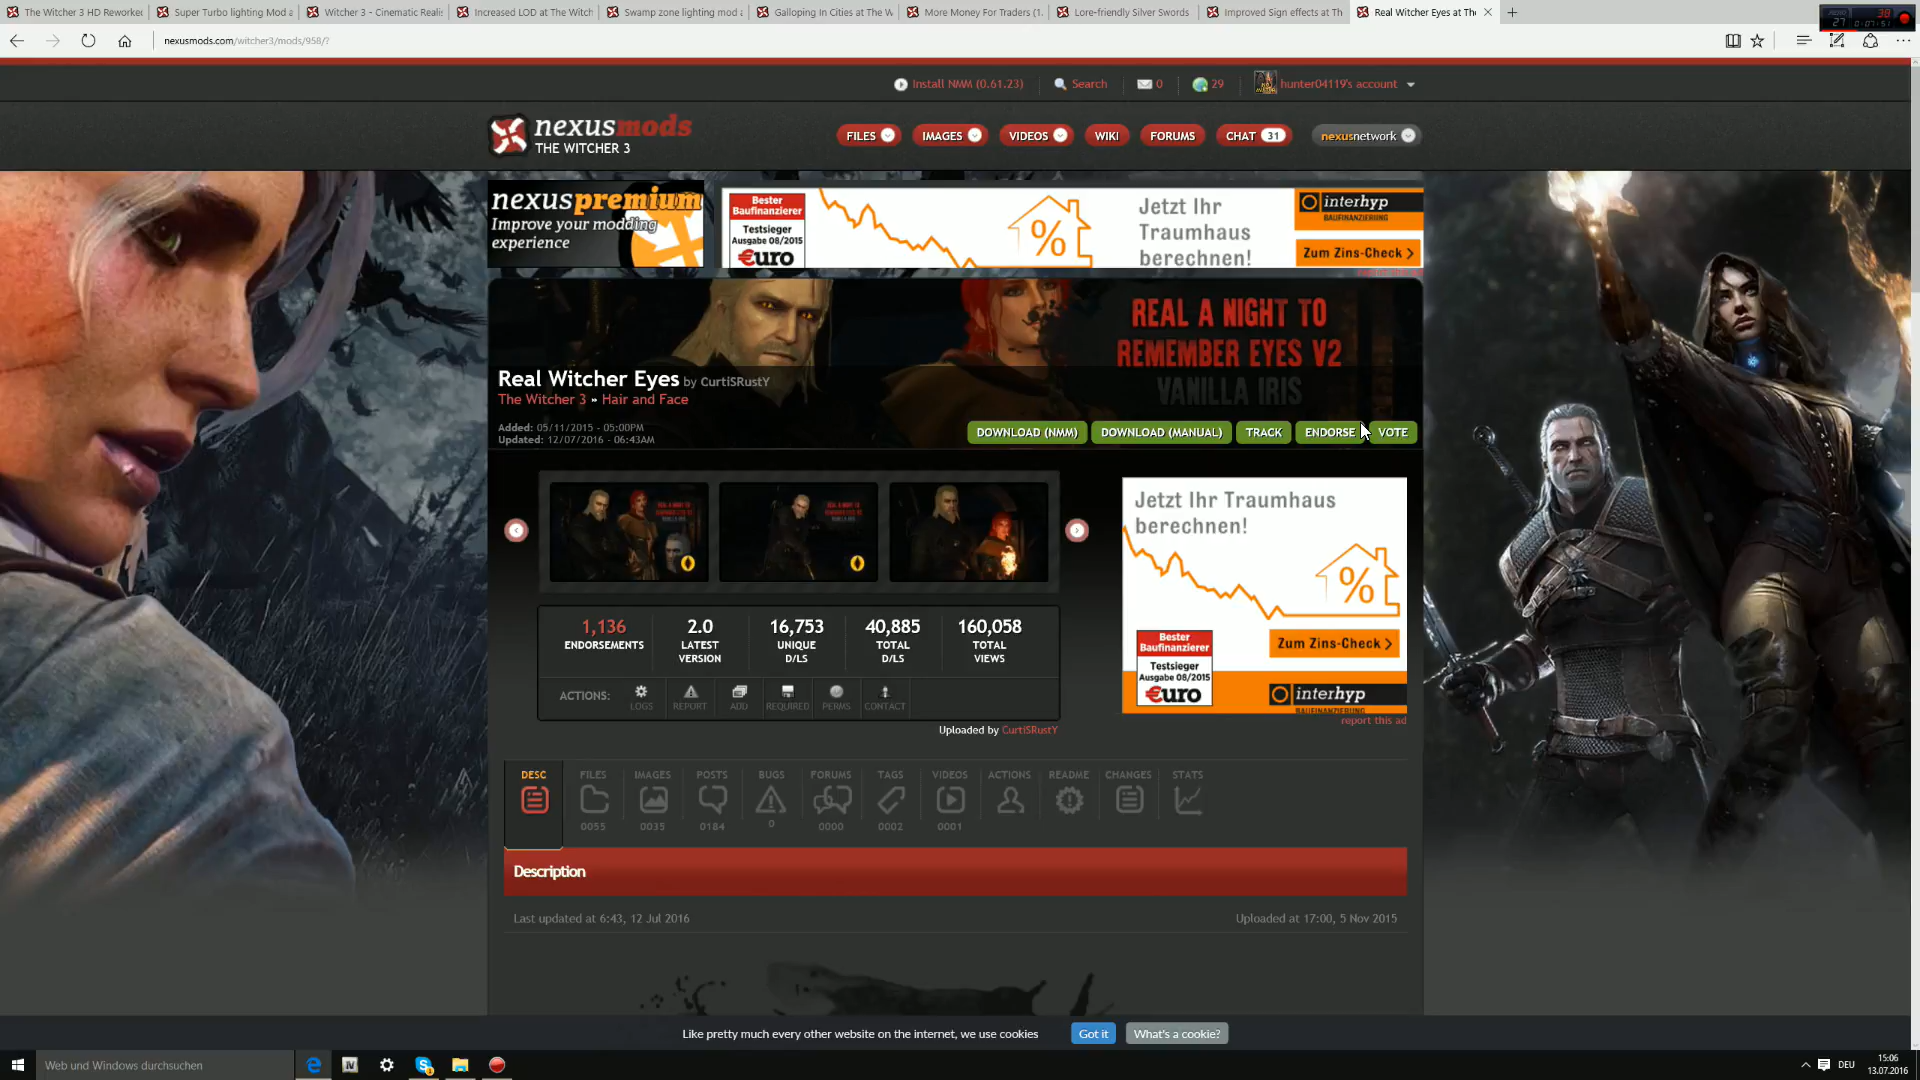 The Witcher 3 HD Reworked
Super Turbo lighting Mod a
Witcher 3 - Cinematic Realis
Increased LOD at The Witch
Swamp zone lighting mod a
Galloping In Cities at The W
More Money For Traders (1.
Lore-friendly Silver Swords
Improved Sign effects at Th
Real Witcher Eyes at The
nexusmods.com/witcher3/mods/958/?
Install NMM (0.61.23)
Search
0
29
hunter04119's account
nexusmods
THE WITCHER 3
FILES
IMAGES
VIDEOS
WIKI
FORUMS
CHAT 31
nexusnetwork
nexuspremium
Improve your modding
experience
Bester
Baufinanzierer
Testsieger
Ausgabe 08/2015
€uro
%
Jetzt Ihr
Traumhaus
berechnen!
interhyp
BAUFINANZIERUNG
Zum Zins-Check >
report this ad
REAL A NIGHT TO
REMEMBER EYES V2
VANILLA IRIS
Real Witcher Eyes by CurtiSRustY
The Witcher 3 » Hair and Face
Added: 05/11/2015 - 05:00PM
Updated: 12/07/2016 - 06:43AM
DOWNLOAD (NMM)
DOWNLOAD (MANUAL)
TRACK
ENDORSE
VOTE
1,136
ENDORSEMENTS
2.0
LATEST
VERSION
16,753
UNIQUE
D/LS
40,885
TOTAL
D/LS
160,058
TOTAL
VIEWS
ACTIONS:
LOGS
REPORT
ADD
REQUIRED
PERMS
CONTACT
Uploaded by CurtiSRustY
Jetzt Ihr Traumhaus
berechnen!
%
Bester
Baufinanzierer
Testsieger
Ausgabe 08/2015
€uro
Zum Zins-Check >
interhyp
BAUFINANZIERUNG
report this ad
DESC
FILES
0055
IMAGES
0035
POSTS
0184
BUGS
0
FORUMS
0000
TAGS
0002
VIDEOS
0001
ACTIONS
README
CHANGES
STATS
Description
Last updated at 6:43, 12 Jul 2016
Uploaded at 17:00, 5 Nov 2015
Like pretty much every other website on the internet, we use cookies
Got it
What's a cookie?
Web und Windows durchsuchen
DEU
15:06
13.07.2016